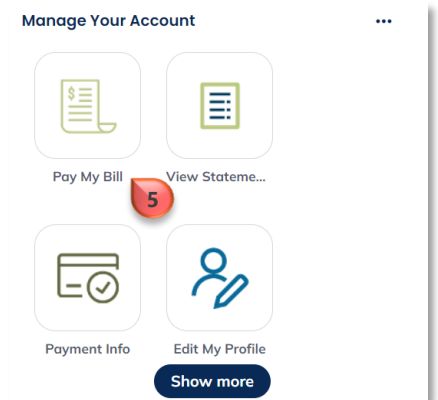 Manage Your Account
$
Pay My Bill
View Stateme...
5
Payment Info
Edit My Profile
Show more